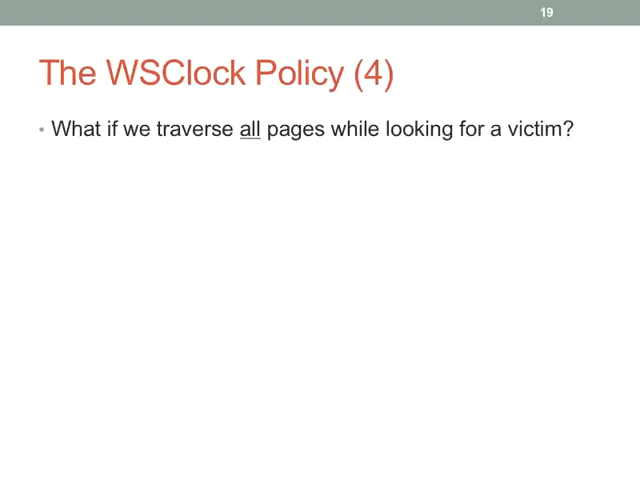 19
The WSClock Policy (4)
• What if we traverse all pages while looking for a victim?